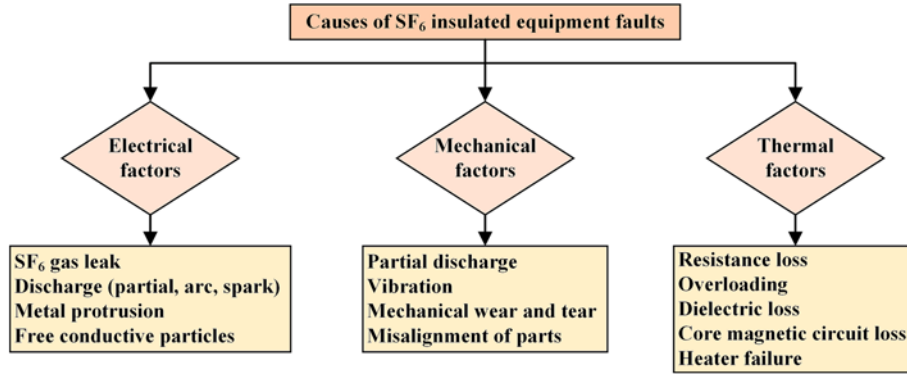 Causes of SF₆ insulated equipment faults
Electrical
factors
Mechanical
factors
Thermal
factors
SF₆ gas leak
Discharge (partial, arc, spark)
Metal protrusion
Free conductive particles
Partial discharge
Vibration
Mechanical wear and tear
Misalignment of parts
Resistance loss
Overloading
Dielectric loss
Core magnetic circuit loss
Heater failure